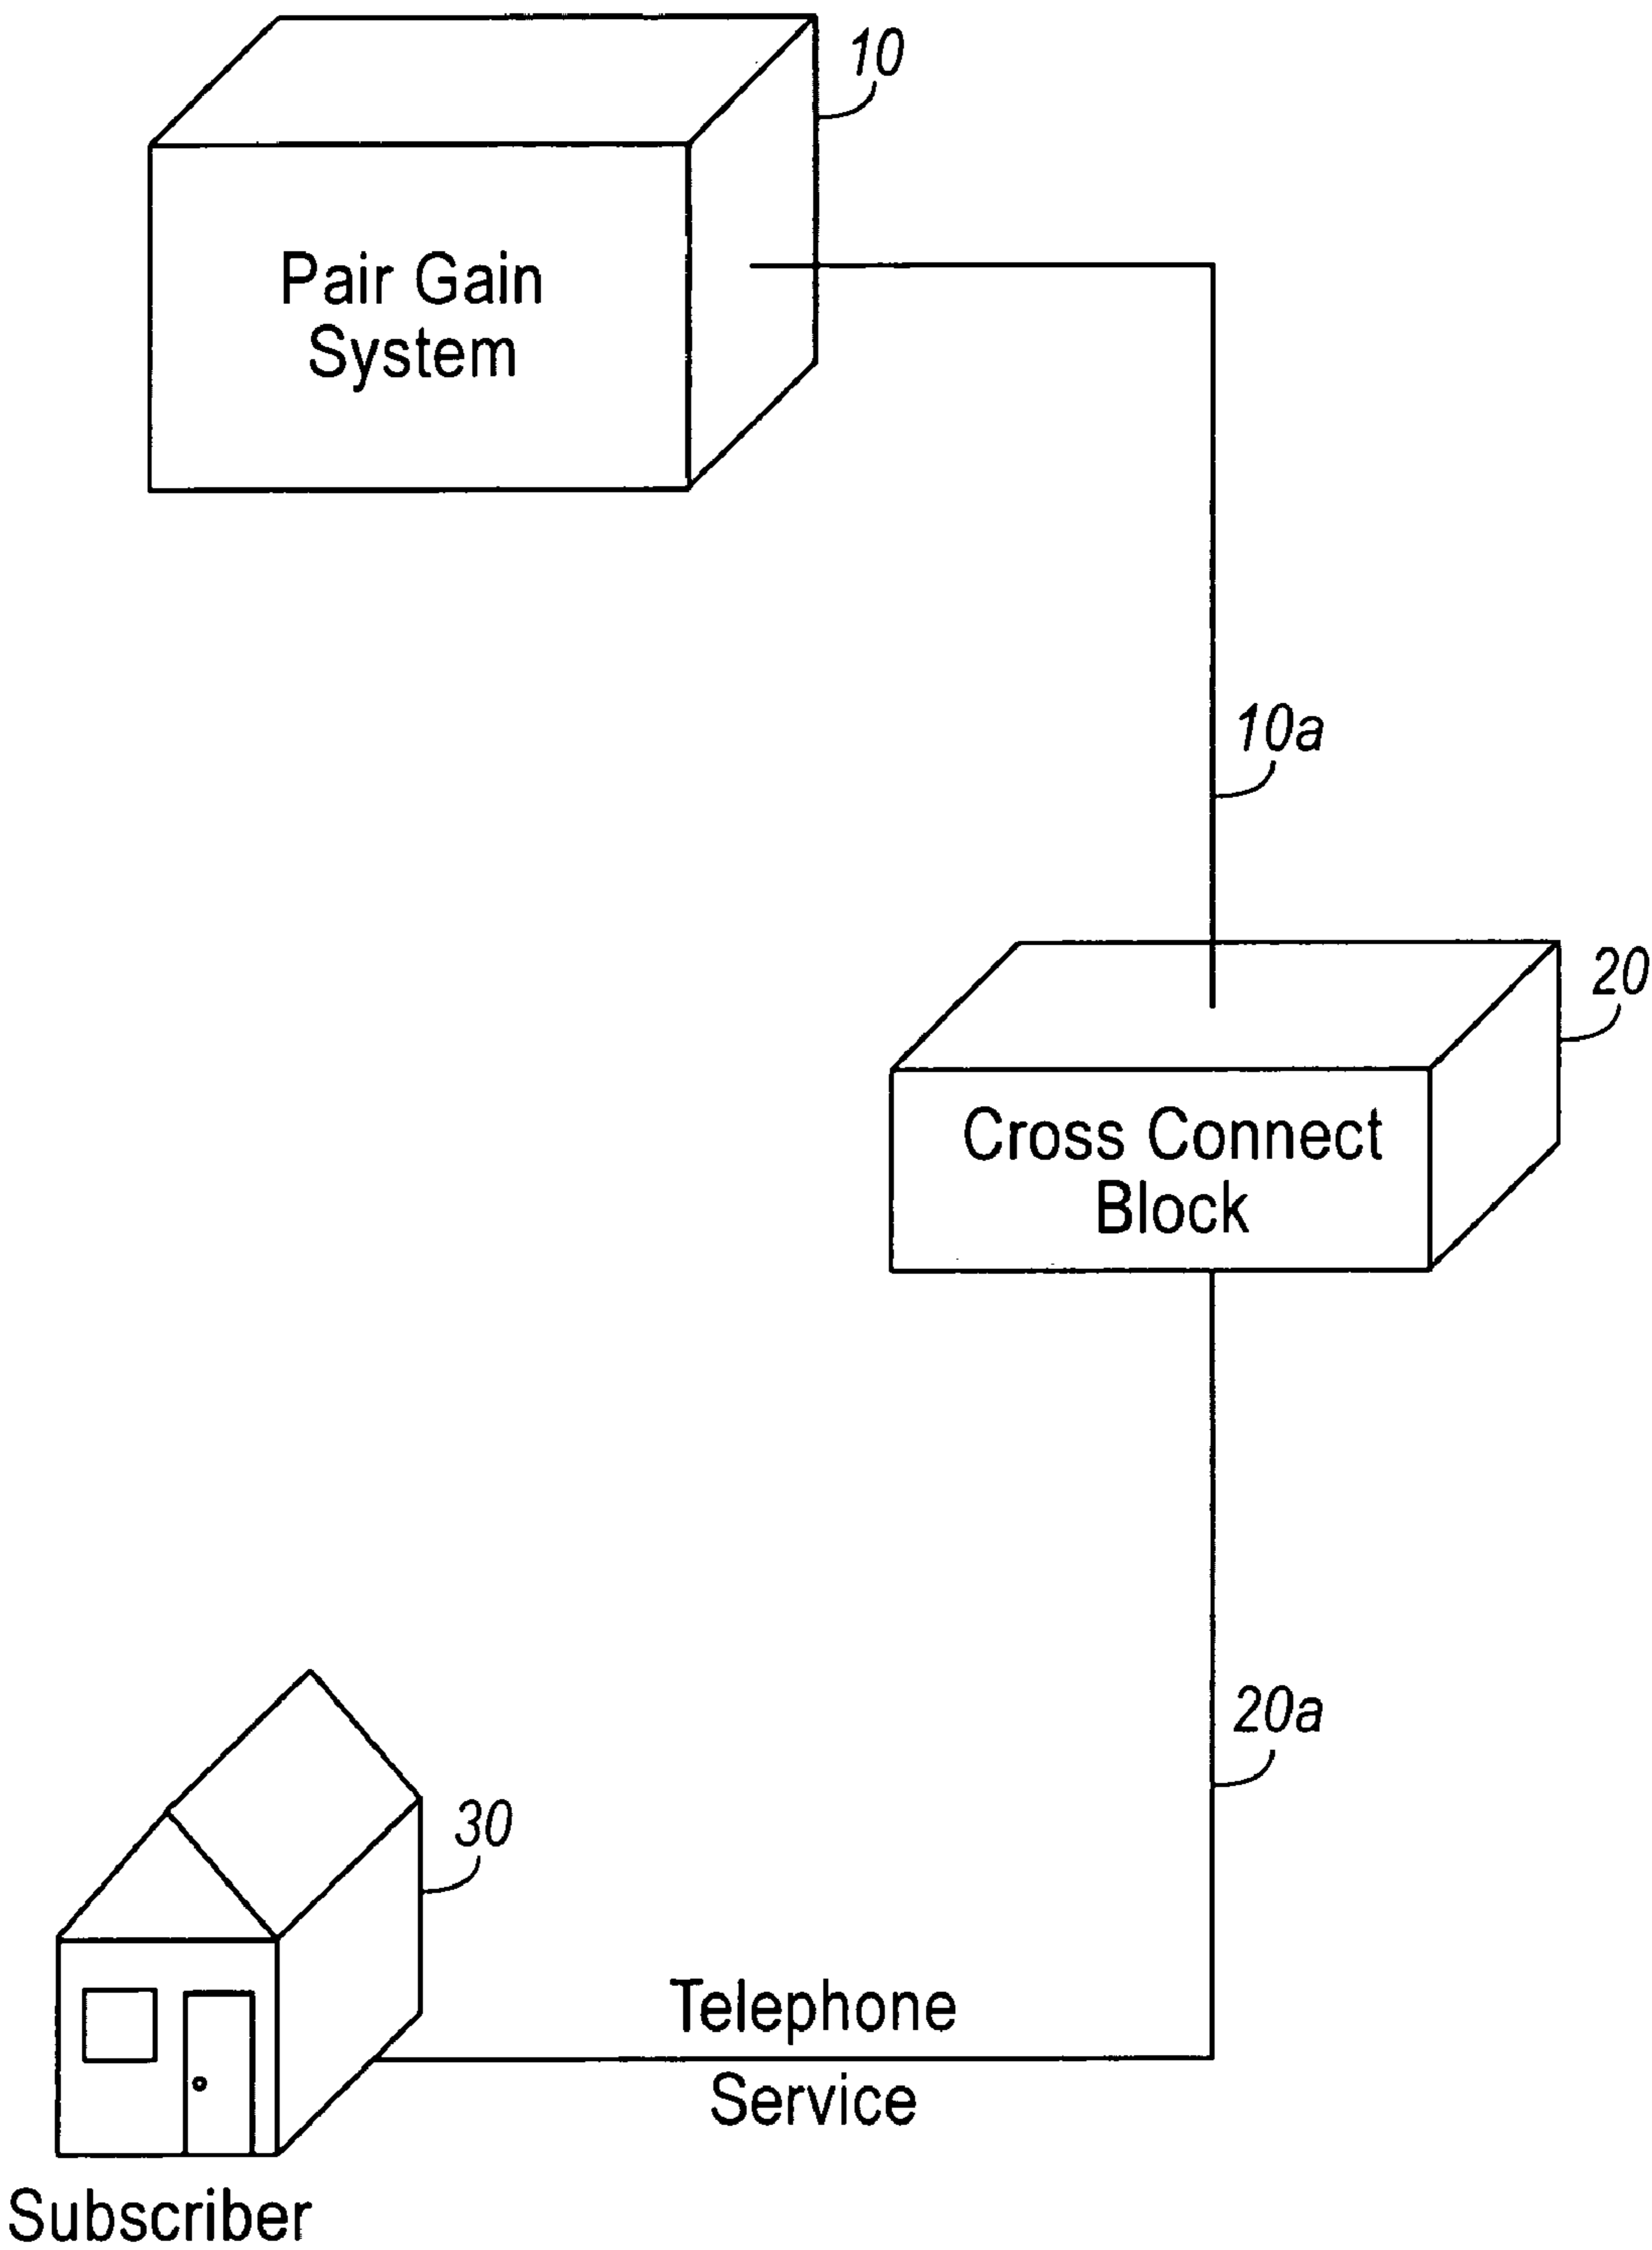 10
Pair Gain
System
10a
20
Cross Connect
Block
20a
30
Telephone
Service
Subscriber